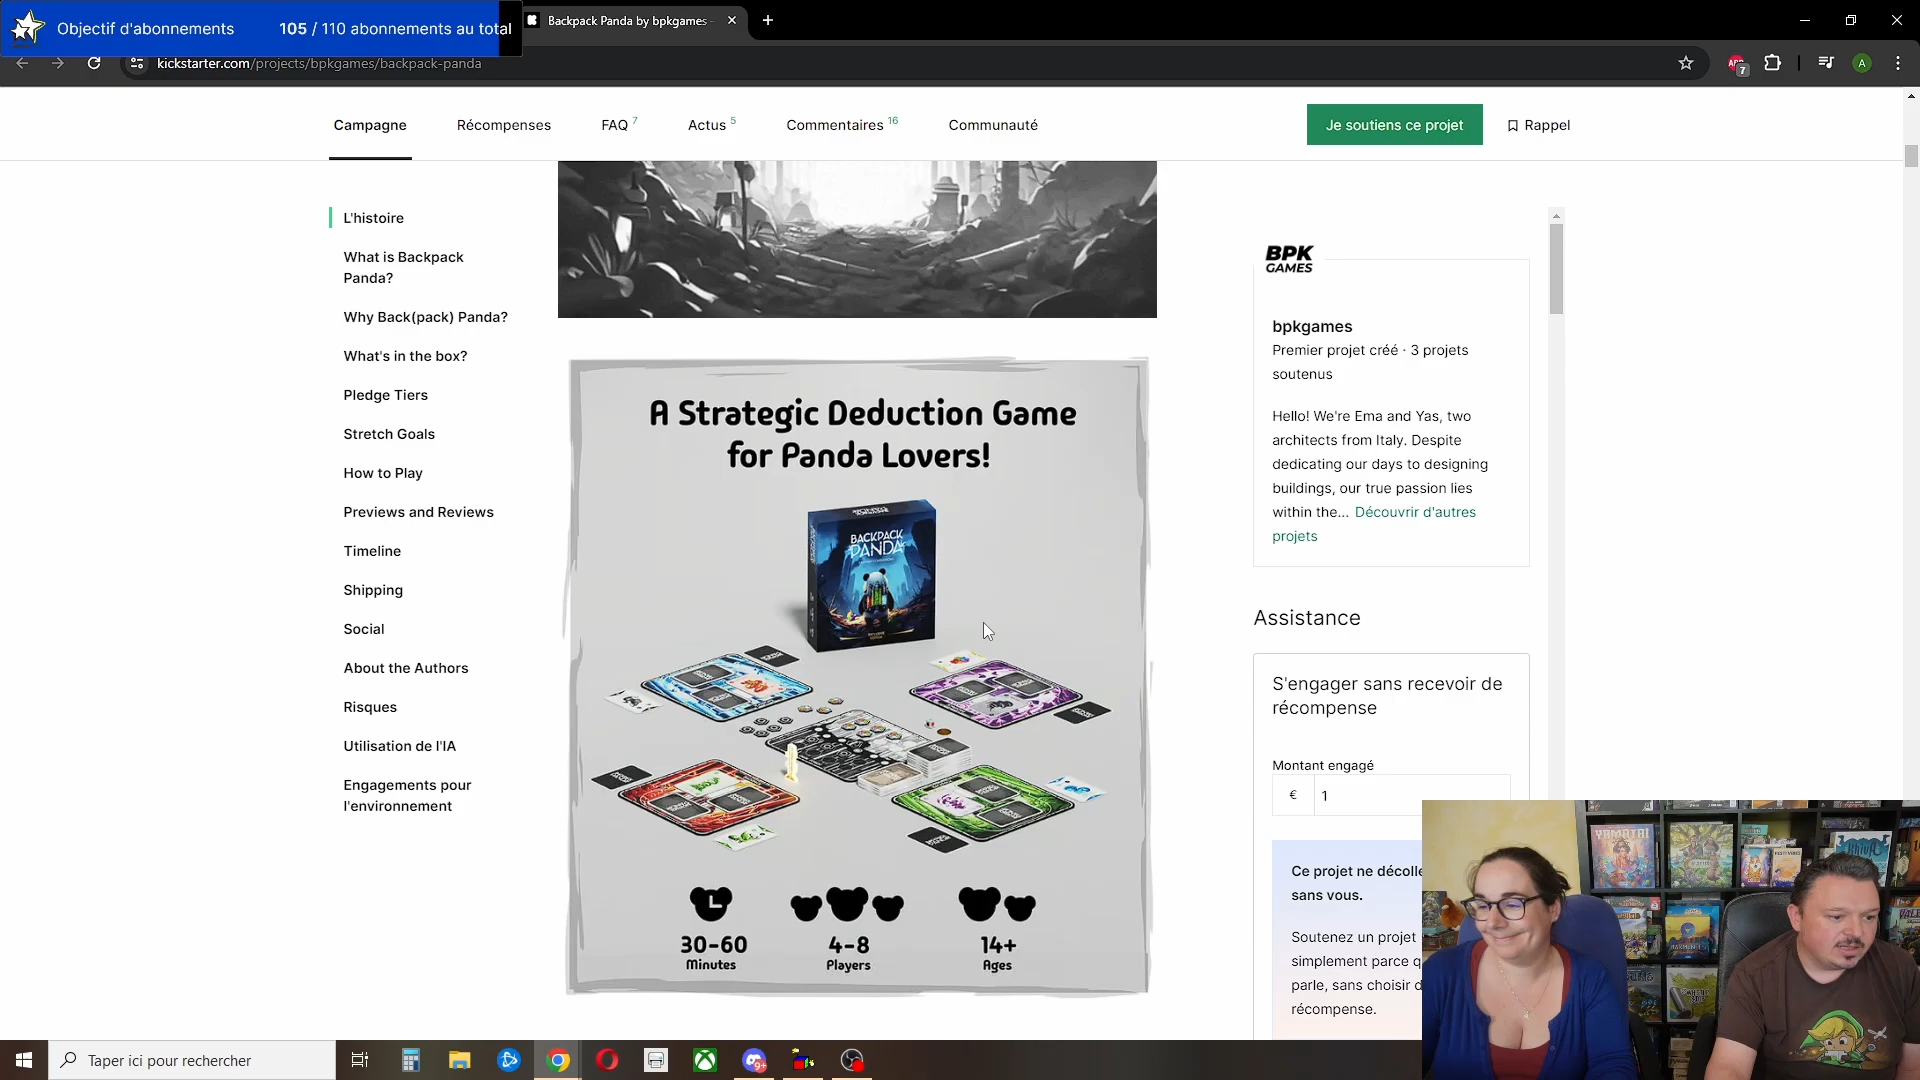 Objectif d'abonnements
105 / 110 abonnements au total
Backpack Panda by bpkgames
kickstarter.com/projects/bpkgames/backpack-panda
7
A
Campagne
Récompenses
FAQ 7
Actus 5
Commentaires 16
Communauté
Je soutiens ce projet
Rappel
L'histoire
What is Backpack
Panda?
Why Back(pack) Panda?
What's in the box?
Pledge Tiers
Stretch Goals
How to Play
Previews and Reviews
Timeline
Shipping
Social
About the Authors
Risques
Utilisation de l'IA
Engagements pour
l'environnement
A Strategic Deduction Game
for Panda Lovers!
BACKPACK
PANDA
30-60
Minutes
4-8
Players
14+
Ages
BPK
GAMES
bpkgames
Premier projet créé · 3 projets
soutenus
Hello! We're Ema and Yas, two
architects from Italy. Despite
dedicating our days to designing
buildings, our true passion lies
within the... Découvrir d'autres
projets
Assistance
S'engager sans recevoir de
récompense
Montant engagé
€ 1
Ce projet ne décolle
sans vous.
Soutenez un projet
simplement parce q
parle, sans choisir d
récompense.
YAMATAI
Taper ici pour rechercher
9+